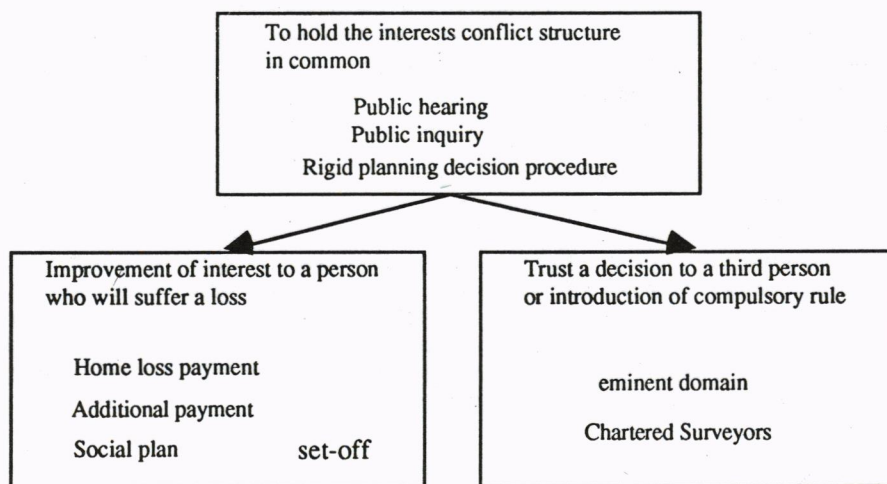 To hold the interests conflict structure
in common
Public hearing
Public inquiry
Rigid planning decision procedure
Improvement of interest to a person
who will suffer a loss
Home loss payment
Additional payment
Social plan set-off
Trust a decision to a third person
or introduction of compulsory rule
eminent domain
Chartered Surveyors